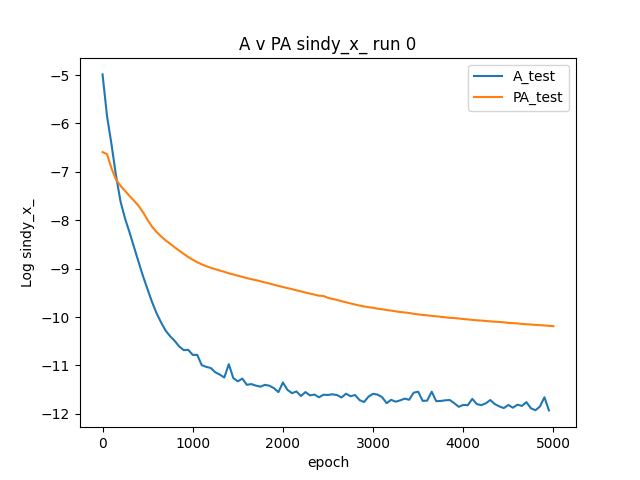 A v PA sindy_x_ run 0
A_test
PA_test
Log sindy_x_
−5
−6
−7
−8
−9
−10
−11
−12
0 1000 2000 3000 4000 5000
epoch